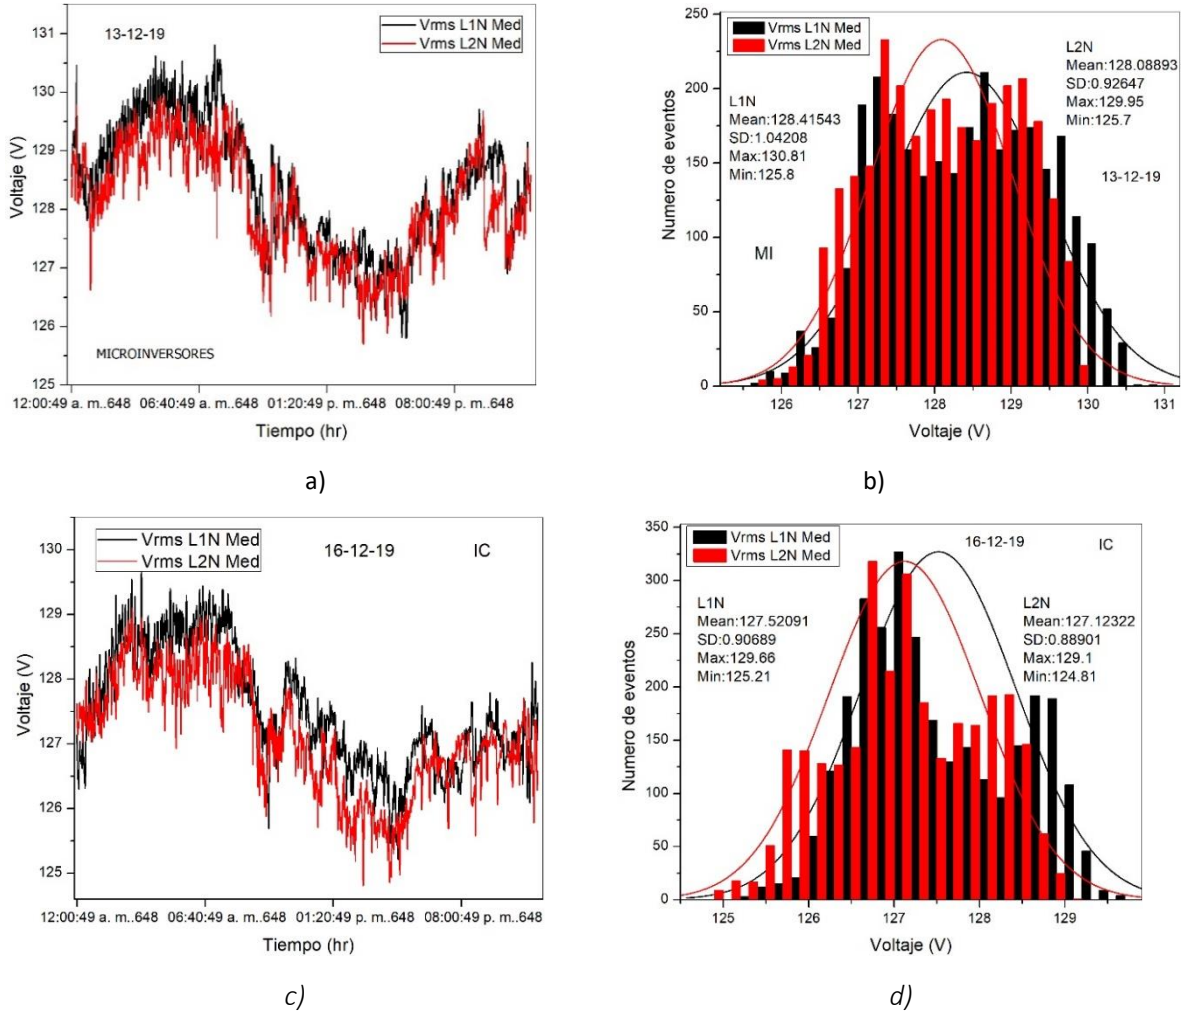 131
130
129
128
127
126
125
Voltaje (V)
13-12-19
Vrms L1N Med
Vrms L2N Med
MICROINVERSORES
12:00:49 a. m..648 06:40:49 a. m..648 01:20:49 p. m..648 08:00:49 p. m..648
Tiempo (hr)
a)
250
200
150
100
50
0
Numero de eventos
Vrms L1N Med
Vrms L2N Med
L1N
Mean:128.41543
SD:1.04208
Max:130.81
Min:125.8
L2N
Mean:128.08893
SD:0.92647
Max:129.95
Min:125.7
13-12-19
MI
126 127 128 129 130 131
Voltaje (V)
b)
130
129
128
127
126
125
Voltaje (V)
Vrms L1N Med
Vrms L2N Med
16-12-19 IC
12:00:49 a. m..648 06:40:49 a. m..648 01:20:49 p. m..648 08:00:49 p. m..648
Tiempo (hr)
c)
350
300
250
200
150
100
50
0
Numero de eventos
Vrms L1N Med
Vrms L2N Med
16-12-19 IC
L1N
Mean:127.52091
SD:0.90689
Max:129.66
Min:125.21
L2N
Mean:127.12322
SD:0.88901
Max:129.1
Min:124.81
125 126 127 128 129
Voltaje (V)
d)